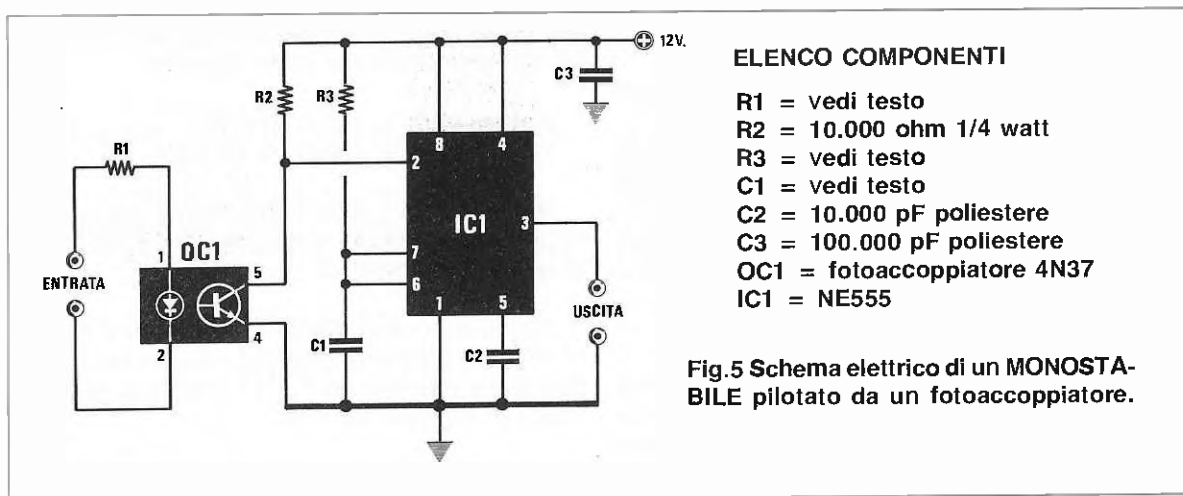 12V.
C3
R2
R3
R1
8
4
2
IC1
3
OC1
1
5
7
ENTRATA
6
USCITA
4
1
5
2
C1
C2
ELENCO COMPONENTI
R1 = vedi testo
R2 = 10.000 ohm 1/4 watt
R3 = vedi testo
C1 = vedi testo
C2 = 10.000 pF poliestere
C3 = 100.000 pF poliestere
OC1 = fotoaccoppiatore 4N37
IC1 = NE555
Fig.5 Schema elettrico di un MONOSTA-
BILE pilotato da un fotoaccoppiatore.